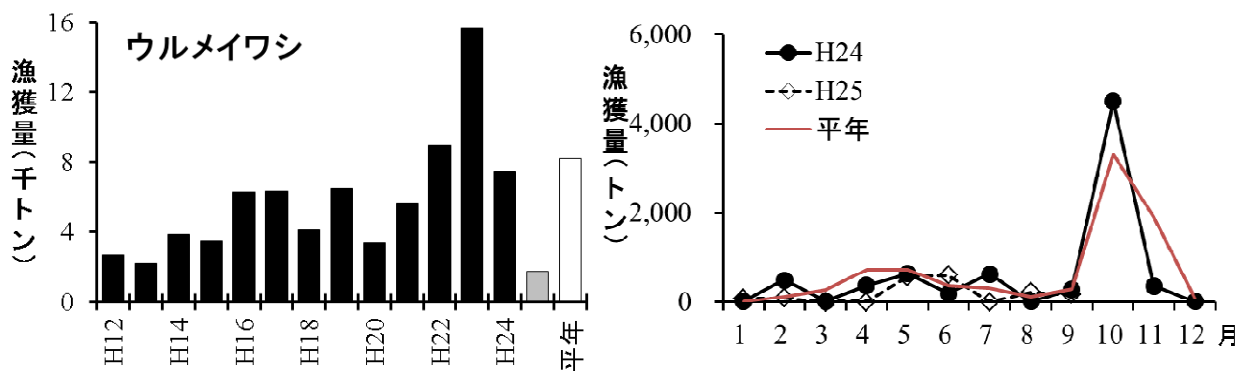 ウルメイワシ
漁獲量(千トン)
16
12
8
4
0
H12
H14
H16
H18
H20
H22
H24
平年
漁獲量(トン)
6,000
4,000
2,000
0
H24
H25
平年
1 2 3 4 5 6 7 8 9 10 11 12 月